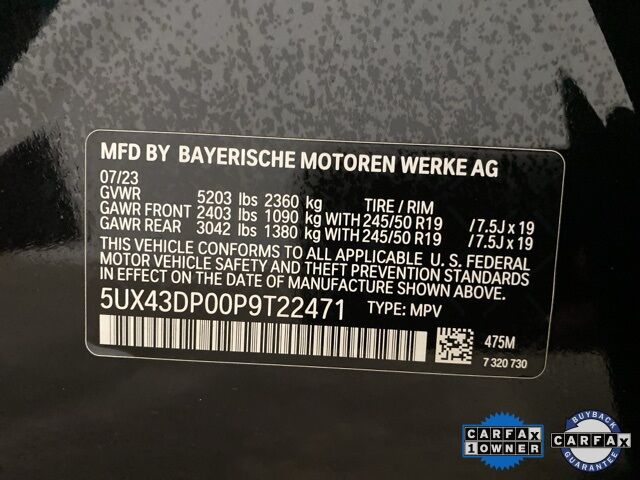 MFD BY BAYERISCHE MOTOREN WERKE AG
07/23
GVWR 5203 lbs 2360 kg TIRE / RIM
GAWR FRONT 2403 lbs 1090 kg WITH 245/50 R19 / 7.5J x 19
GAWR REAR 3042 lbs 1380 kg WITH 245/50 R19 / 7.5J x 19
THIS VEHICLE CONFORMS TO ALL APPLICABLE U. S. FEDERAL
MOTOR VEHICLE SAFETY AND THEFT PREVENTION STANDARDS IN
EFFECT ON THE DATE OF MANUFACTURE SHOWN ABOVE.
5UX43DP00P9T22471 TYPE: MPV
475M
7 320 730
CARFAX
1 OWNER
BUYBACK
CARFAX
GUARANTEE